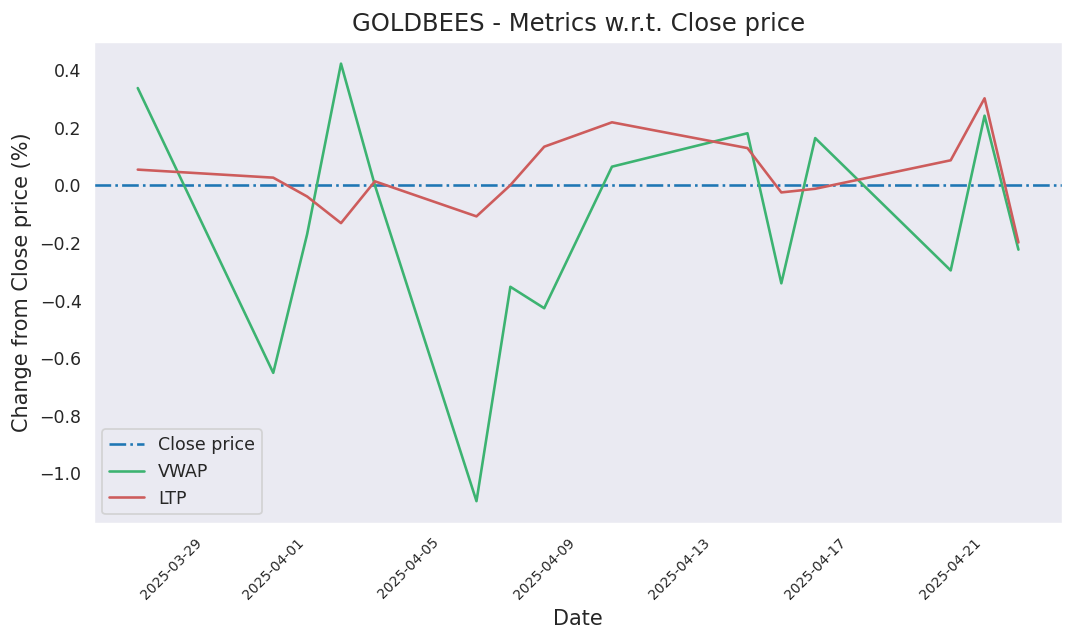 GOLDBEES - Metrics w.r.t. Close price
Change from Close price (%)
0.4
0.2
0.0
−0.2
−0.4
−0.6
−0.8
−1.0
Close price
VWAP
LTP
2025-03-29
2025-04-01
2025-04-05
2025-04-09
2025-04-13
2025-04-17
2025-04-21
Date